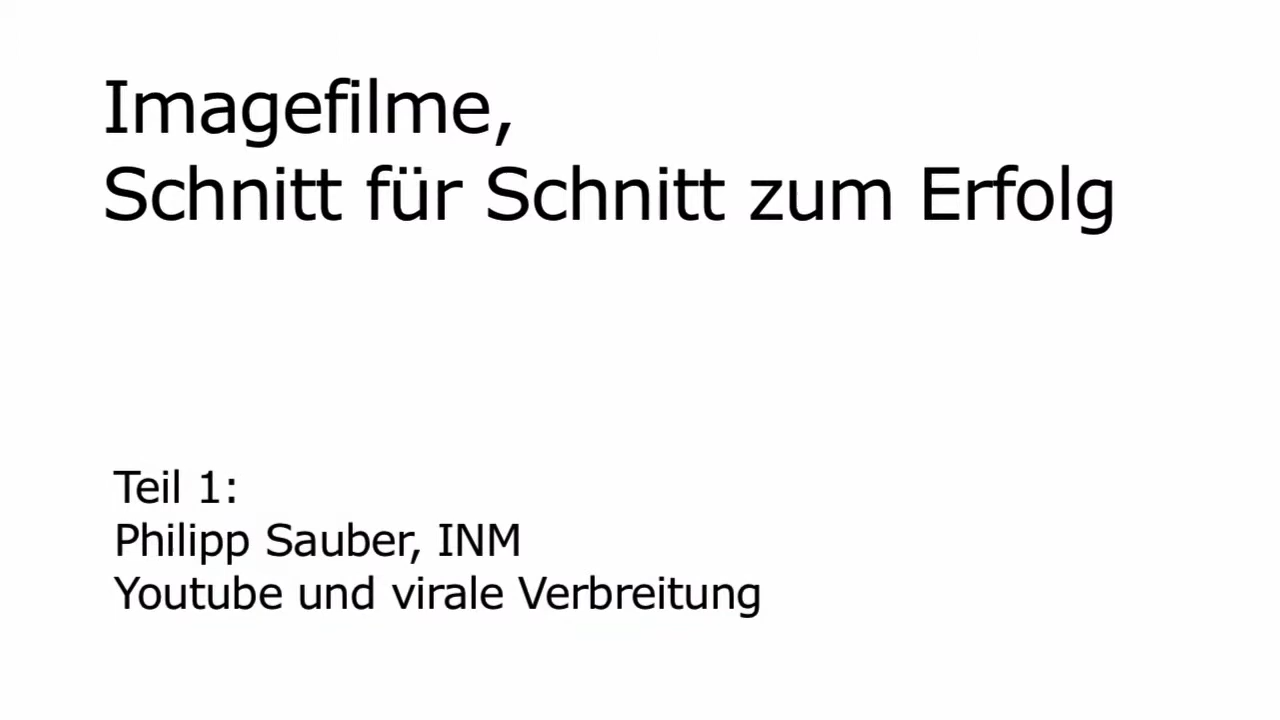 Imagefilme,
Schnitt für Schnitt zum Erfolg
Teil 1:
Philipp Sauber, INM
Youtube und virale Verbreitung